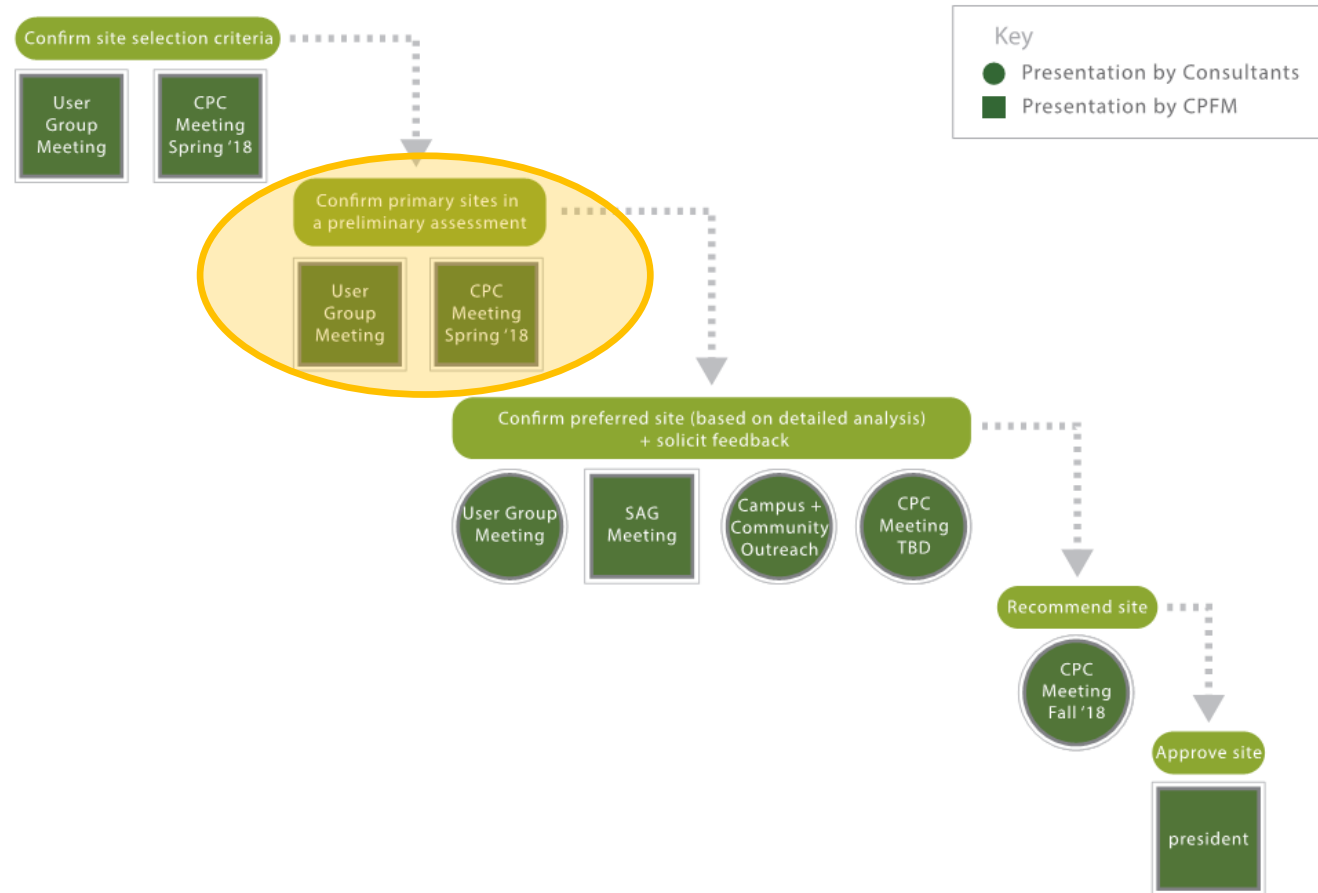 Confirm site selection criteria
User
Group
Meeting
CPC
Meeting
Spring '18
Key
Presentation by Consultants
Presentation by CPFM
Confirm primary sites in
a preliminary assessment
User
Group
Meeting
CPC
Meeting
Spring '18
Confirm preferred site (based on detailed analysis)
+ solicit feedback
User Group
Meeting
SAG
Meeting
Campus +
Community
Outreach
CPC
Meeting
TBD
Recommend site
CPC
Meeting
Fall '18
Approve site
president